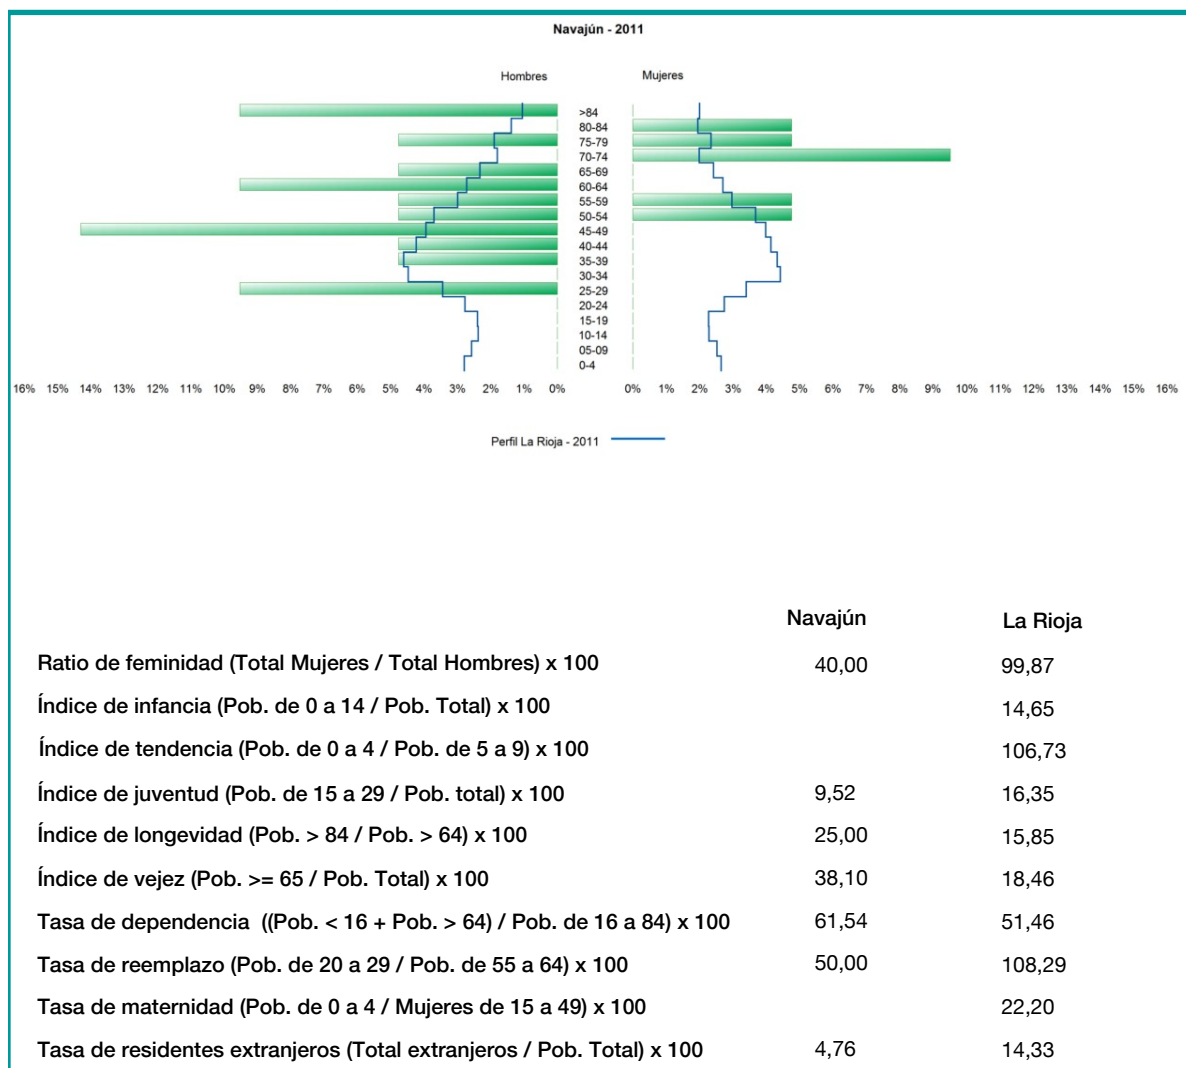 Navajún - 2011
Hombres
Mujeres
>84
80-84
75-79
70-74
65-69
60-64
55-59
50-54
45-49
40-44
35-39
30-34
25-29
20-24
15-19
10-14
05-09
0-4
16% 15% 14% 13% 12% 11% 10% 9% 8% 7% 6% 5% 4% 3% 2% 1% 0% 0% 1% 2% 3% 4% 5% 6% 7% 8% 9% 10% 11% 12% 13% 14% 15% 16%
Perfil La Rioja - 2011
Navajún La Rioja
Ratio de feminidad (Total Mujeres / Total Hombres) x 100 40,00 99,87
Índice de infancia (Pob. de 0 a 14 / Pob. Total) x 100 14,65
Índice de tendencia (Pob. de 0 a 4 / Pob. de 5 a 9) x 100 106,73
Índice de juventud (Pob. de 15 a 29 / Pob. total) x 100 9,52 16,35
Índice de longevidad (Pob. > 84 / Pob. > 64) x 100 25,00 15,85
Índice de vejez (Pob. >= 65 / Pob. Total) x 100 38,10 18,46
Tasa de dependencia ((Pob. < 16 + Pob. > 64) / Pob. de 16 a 84) x 100 61,54 51,46
Tasa de reemplazo (Pob. de 20 a 29 / Pob. de 55 a 64) x 100 50,00 108,29
Tasa de maternidad (Pob. de 0 a 4 / Mujeres de 15 a 49) x 100 22,20
Tasa de residentes extranjeros (Total extranjeros / Pob. Total) x 100 4,76 14,33